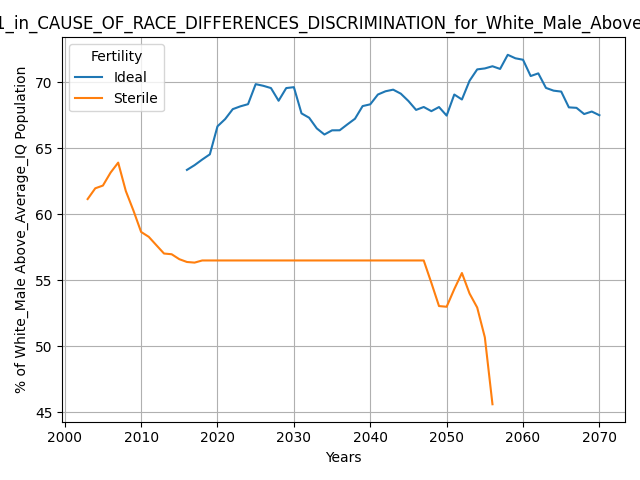 1_in_CAUSE_OF_RACE_DIFFERENCES_DISCRIMINATION_for_White_Male_Above
Fertility
Ideal
Sterile
% of White_Male Above_Average_IQ Population
70
65
60
55
50
45
2000 2010 2020 2030 2040 2050 2060 2070
Years